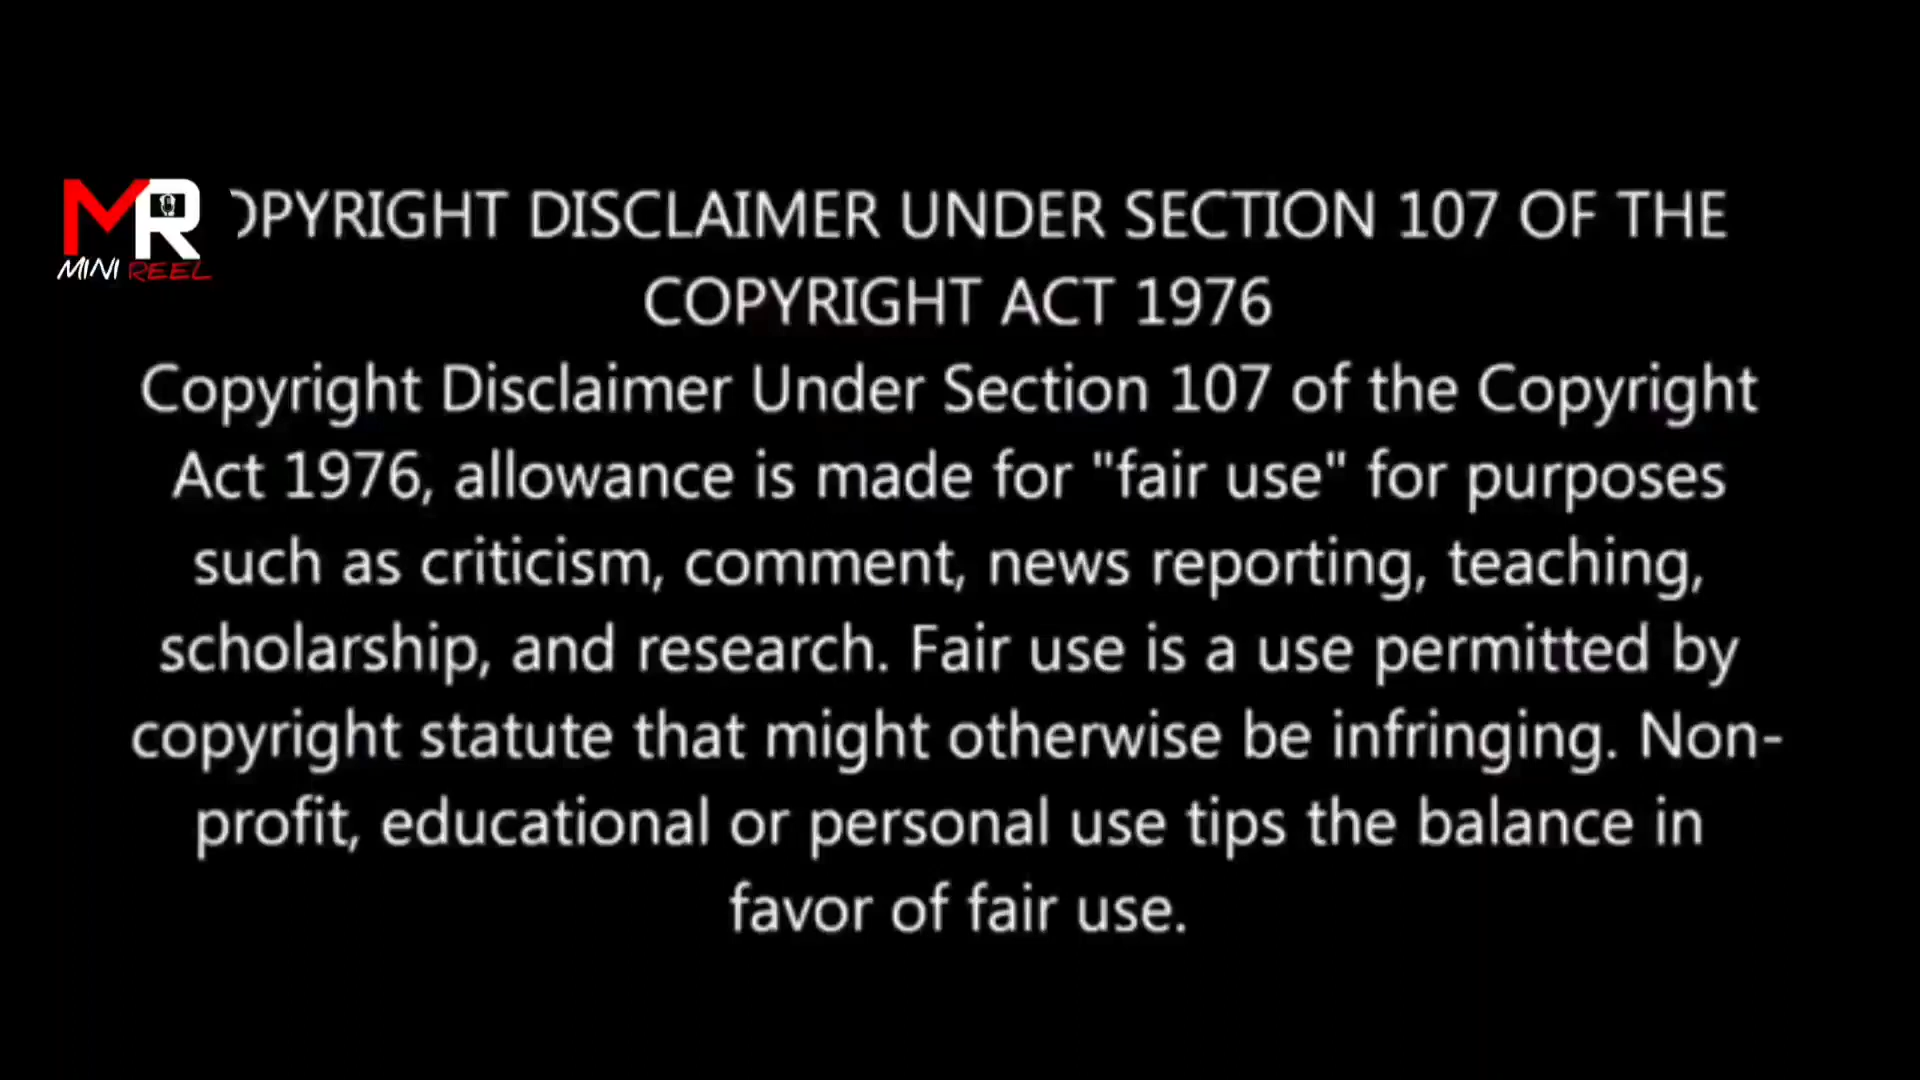 MR
MINI REEL
OPYRIGHT DISCLAIMER UNDER SECTION 107 OF THE
COPYRIGHT ACT 1976
Copyright Disclaimer Under Section 107 of the Copyright
Act 1976, allowance is made for "fair use" for purposes
such as criticism, comment, news reporting, teaching,
scholarship, and research. Fair use is a use permitted by
copyright statute that might otherwise be infringing. Non-
profit, educational or personal use tips the balance in
favor of fair use.